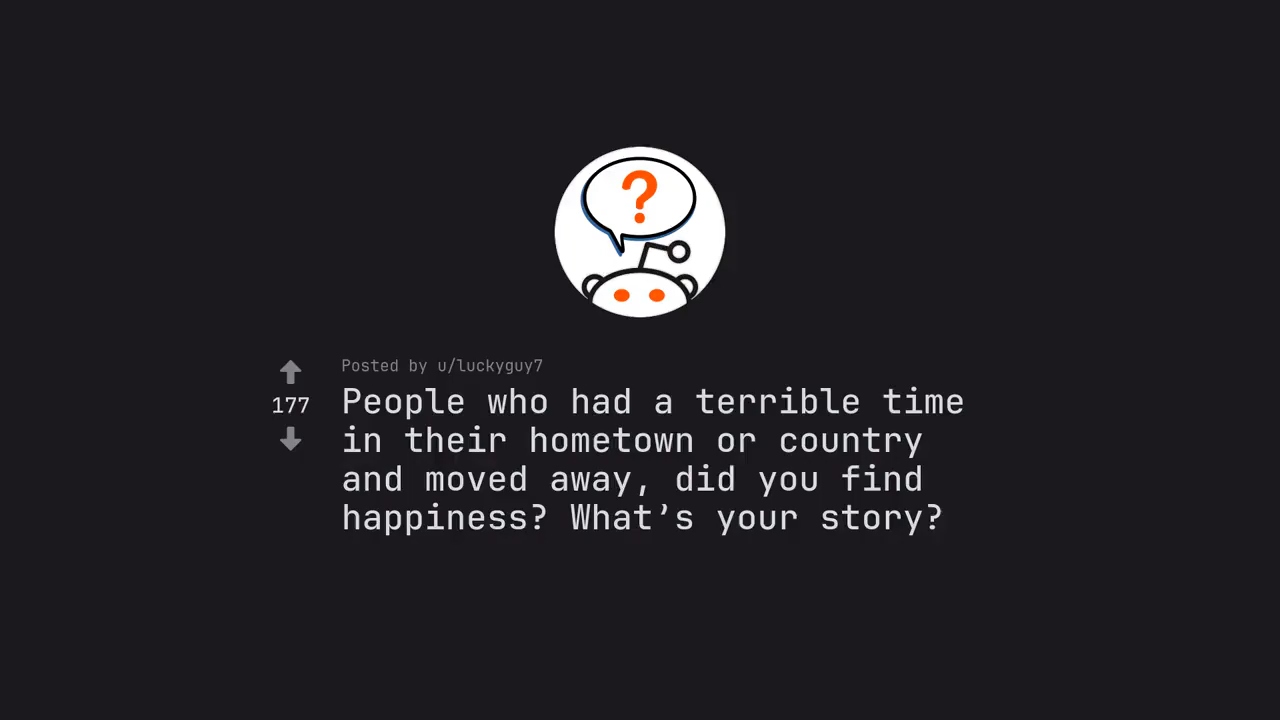 ?
Posted by u/luckyguy7
177
People who had a terrible time
in their hometown or country
and moved away, did you find
happiness? What’s your story?